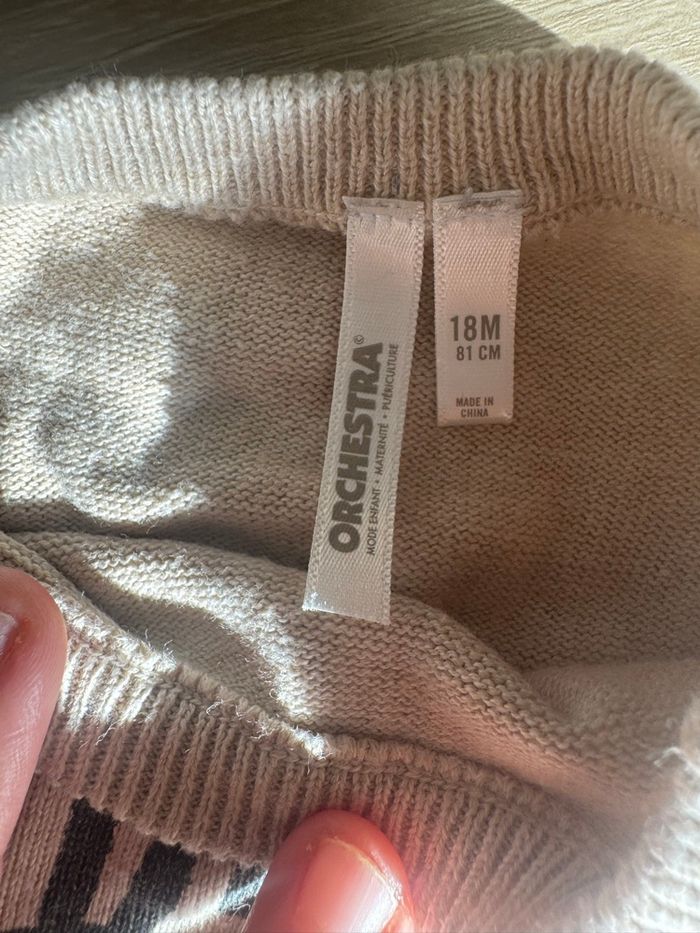 ORCHESTRA©
MODE ENFANT • MATERNITÉ • PUÉRICULTURE
18M
81 CM
MADE IN
CHINA